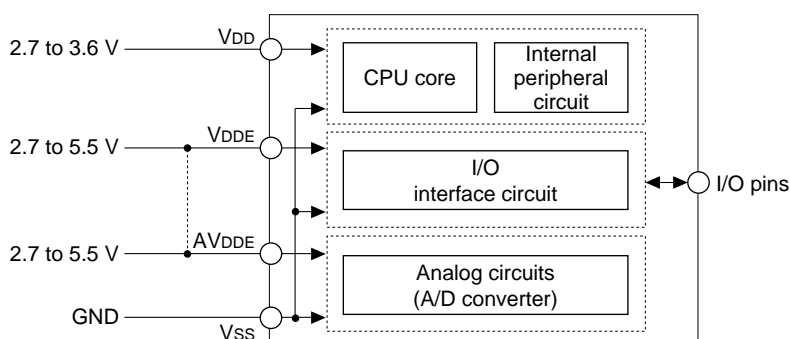 2.7 to 3.6 V
VDD
CPU core
Internal
peripheral
circuit
2.7 to 5.5 V
VDDE
I/O
interface circuit
I/O pins
2.7 to 5.5 V
AVDDE
Analog circuits
(A/D converter)
GND
VSS